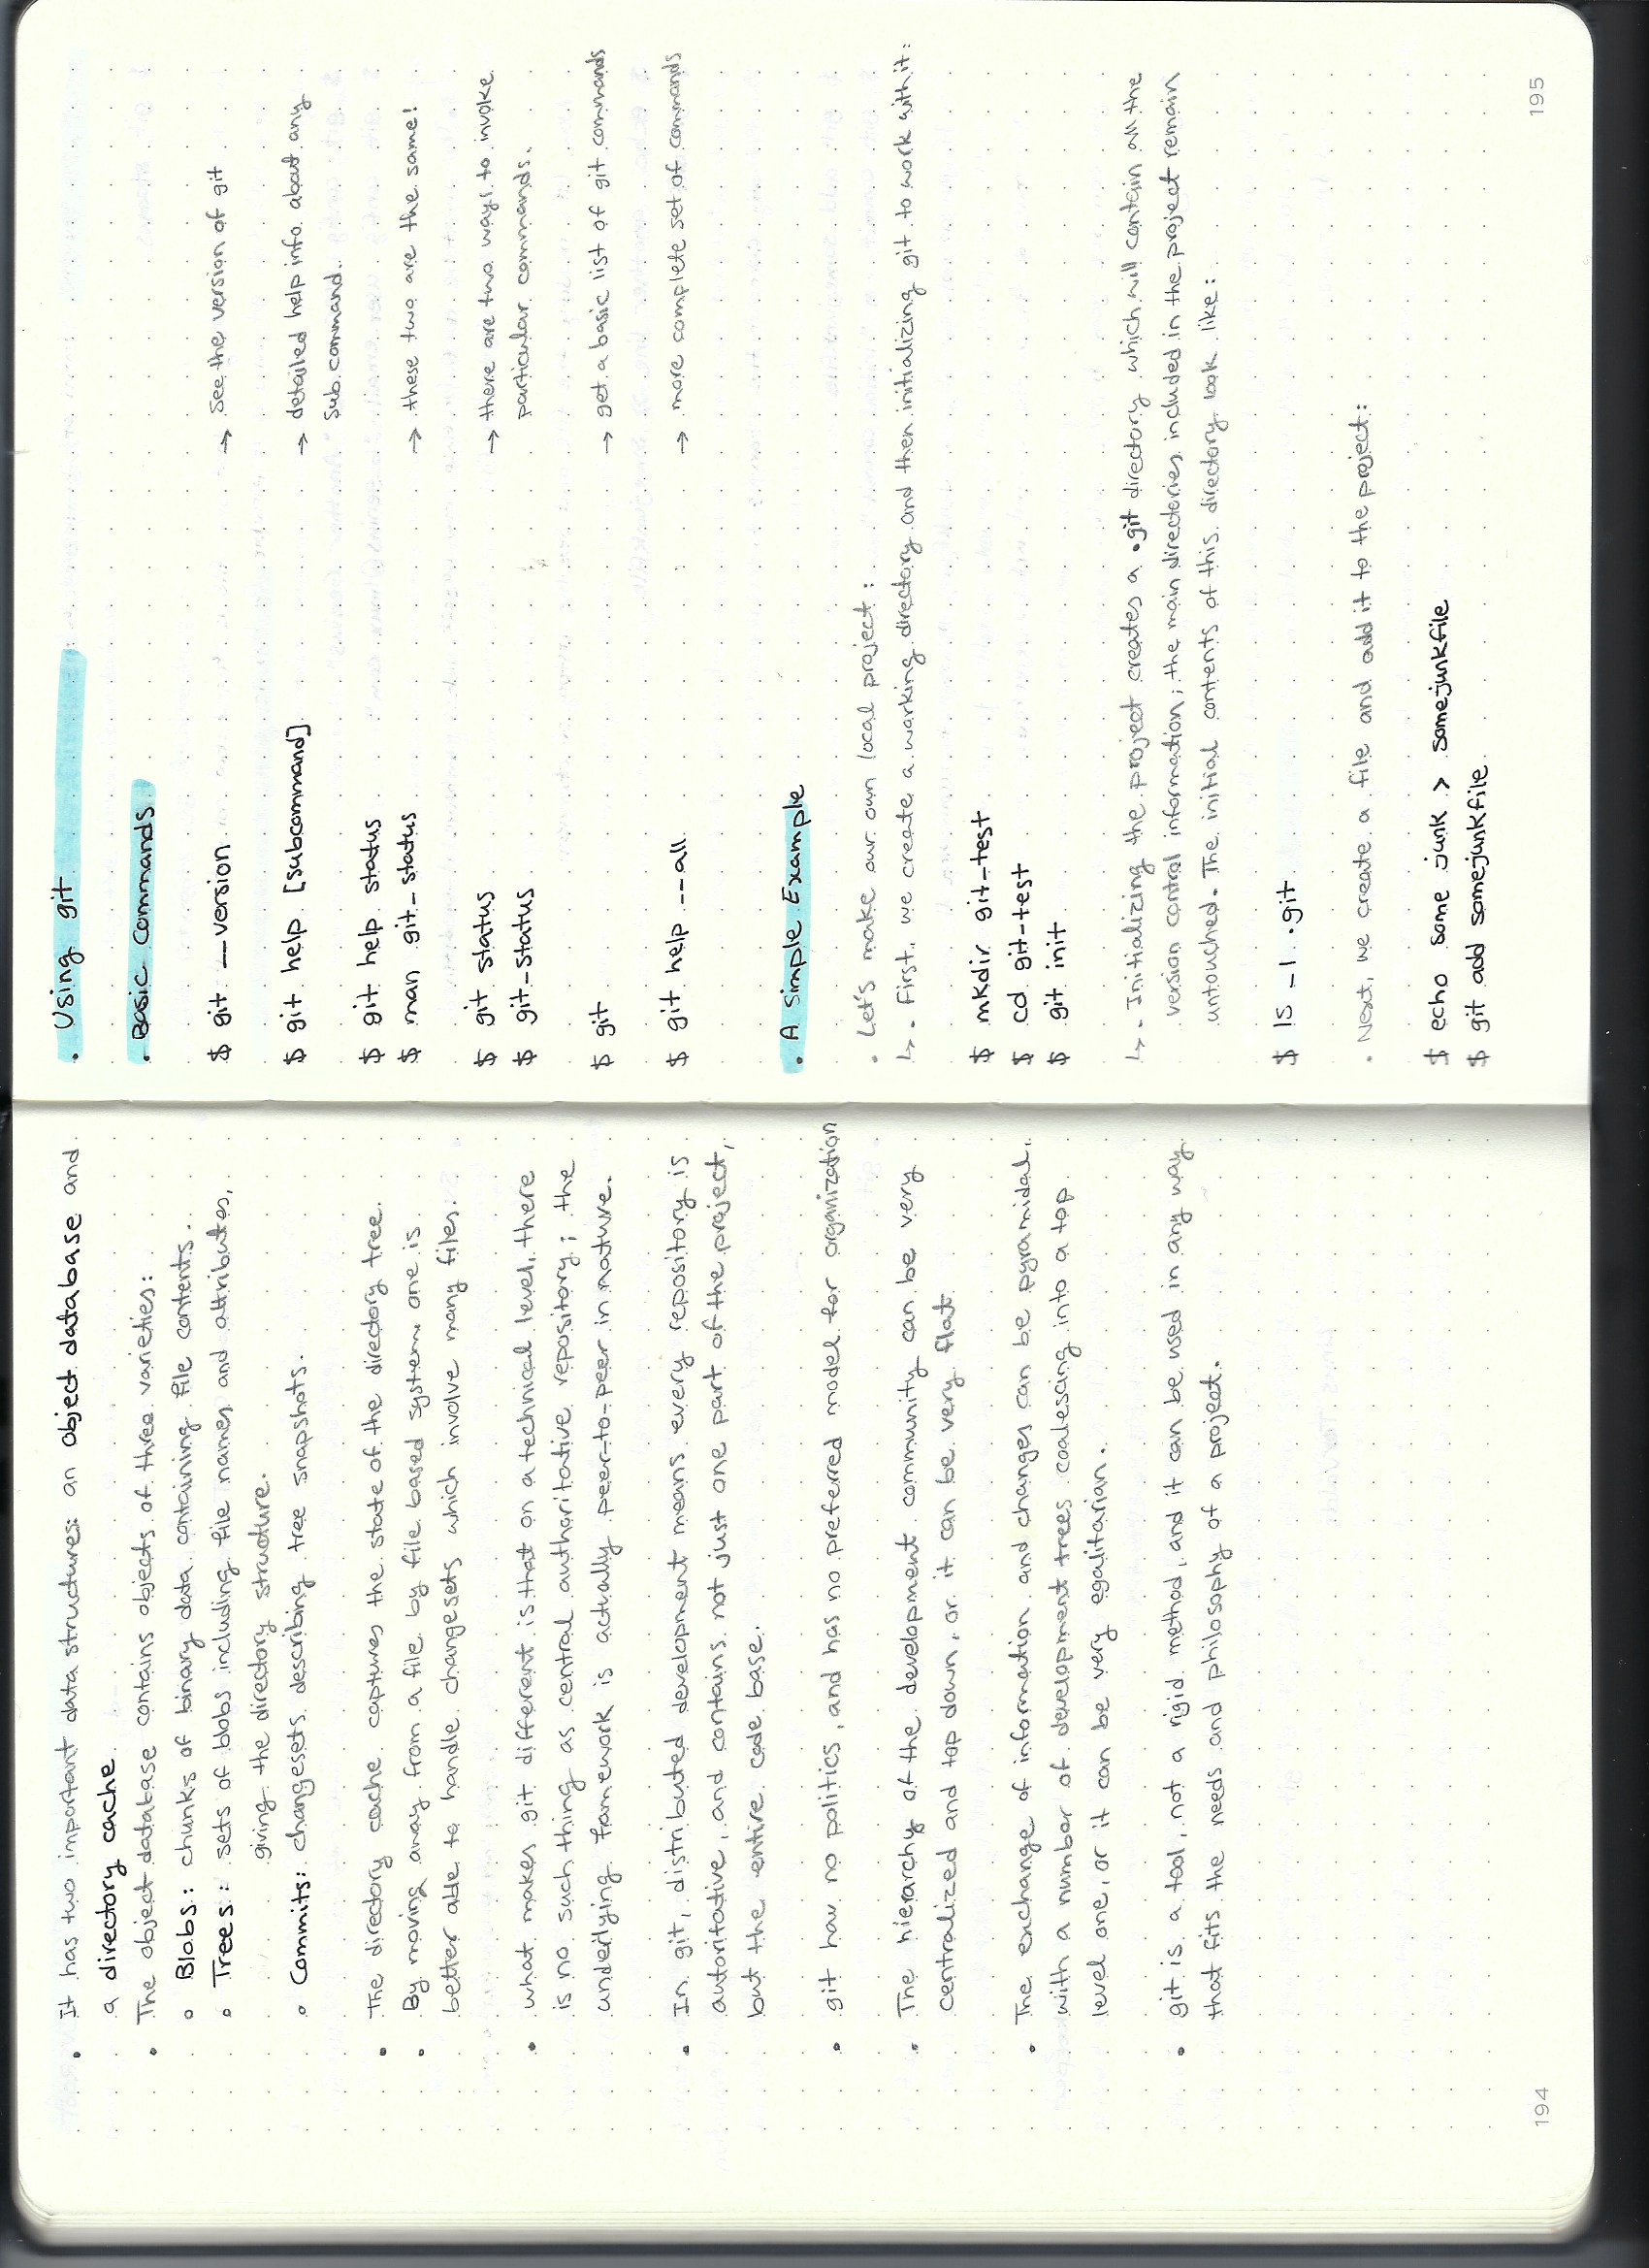 . It has two important data structures: an object database and
a directory cache.
. The object database contains objects of three varieties:
o Blobs: chunks of binary data containing file contents.
o Trees: sets of blobs including file names and attributes,
giving the directory structure.
o Commits: changesets describing tree snapshots.
. The directory cache captures the state of the directory tree.
. By moving away from a file by file based system, one is
better able to handle changesets which involve many files.
. what makes git different is that on a technical level, there
is no such thing as central authoritative repository; the
underlying framework is actually peer-to-peer in nature.
. In git, distributed development means every repository is
autoritative, and contains not just one part of the project,
but the entire code base.
. git has no politics, and has no preferred model for organization
. The hierarchy of the development community can be very
centralized and top down, or it can be very flat.
. The exchange of information and changes can be pyramidal,
with a number of development trees coalescing into a top
level one, or it can be very egalitarian.
. git is a tool, not a rigid method, and it can be used in any way
that fits the needs and philosophy of a project.
194
. Using git
. Basic Commands
$ git --version → See the version of git
$ git help [subcommand] → detailed help info about any
subcommand.
$ git help status
$ man git-status → these two are the same!
$ git status → there are two ways to invoke
$ git-status particular commands.
$ git → get a basic list of git commands
$ git help --all → more complete set of commands
. A Simple Example
. Let's make our own local project:
↳ . First, we create a working directory and then initializing git to work with it:
$ mkdir git-test
$ cd git-test
$ git init
↳ . Initializing the project creates a .git directory which will contain all the
version control information; the main directories included in the project remain
untouched. The initial contents of this directory look like:
$ ls -l .git
. Next, we create a file and add it to the project:
$ echo some junk > somejunkfile
$ git add somejunkfile
195